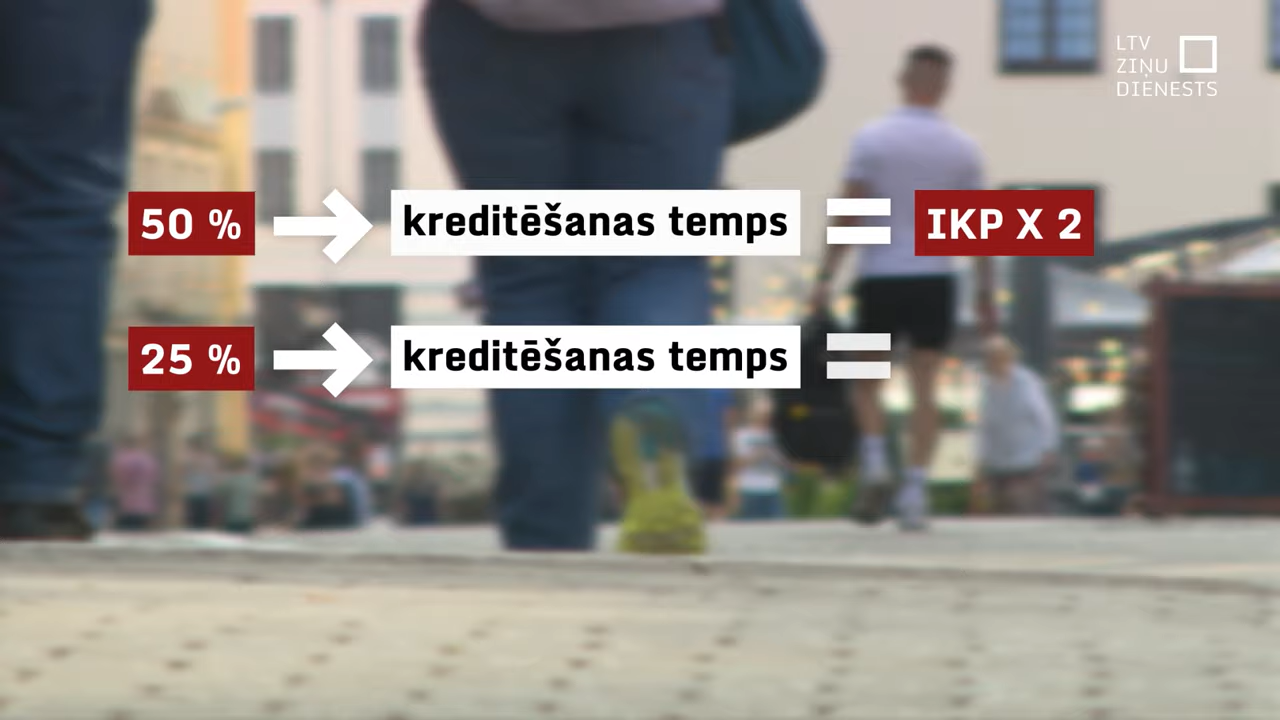 LTV
ZIŅU
DIENESTS
50 % → kreditēšanas temps = IKP X 2
25 % → kreditēšanas temps =